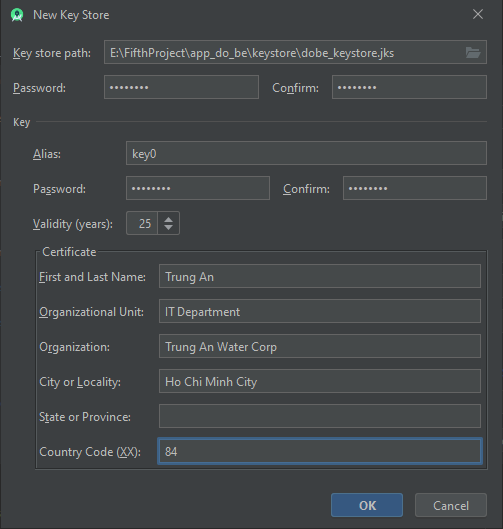 New Key Store
Key store path: E:\FifthProject\app_do_be\keystore\dobe_keystore.jks
Password: •••••••• Confirm: ••••••••
Key
Alias: key0
Password: •••••••• Confirm: ••••••••
Validity (years): 25
Certificate
First and Last Name: Trung An
Organizational Unit: IT Department
Organization: Trung An Water Corp
City or Locality: Ho Chi Minh City
State or Province:
Country Code (XX): 84
OK Cancel